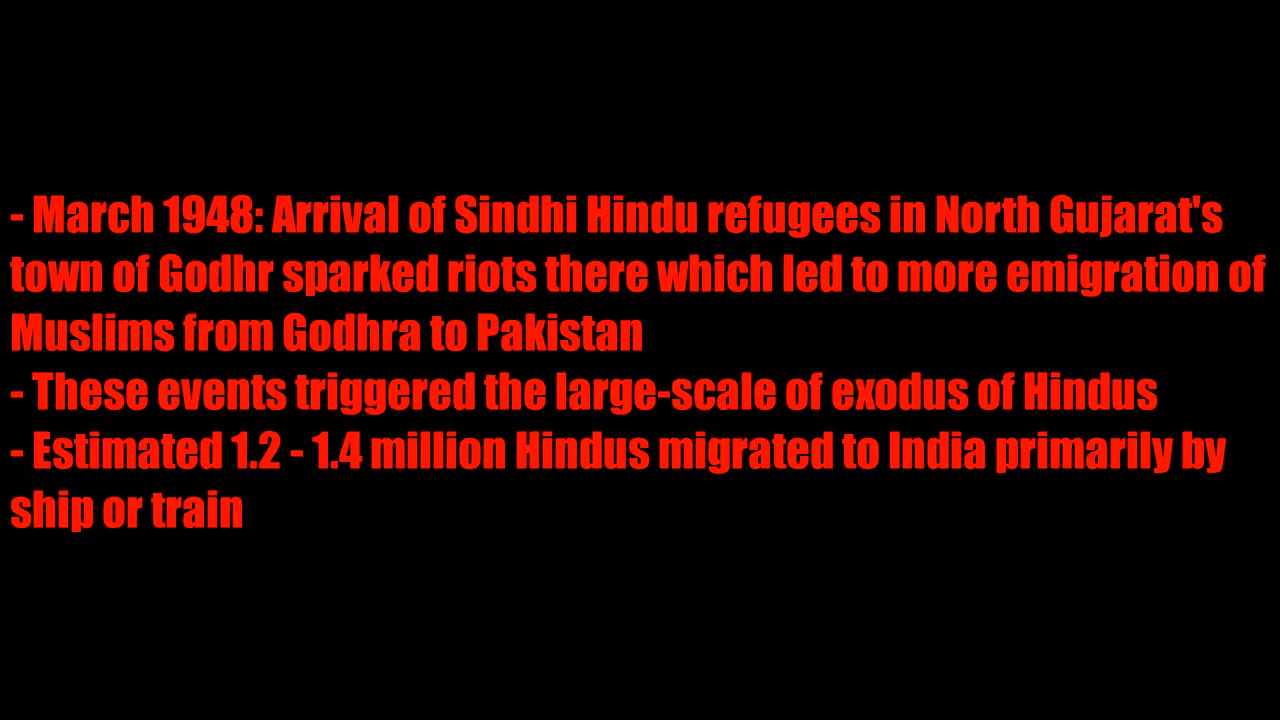 - March 1948: Arrival of Sindhi Hindu refugees in North Gujarat's
town of Godhr sparked riots there which led to more emigration of
Muslims from Godhra to Pakistan
- These events triggered the large-scale of exodus of Hindus
- Estimated 1.2 - 1.4 million Hindus migrated to India primarily by
ship or train